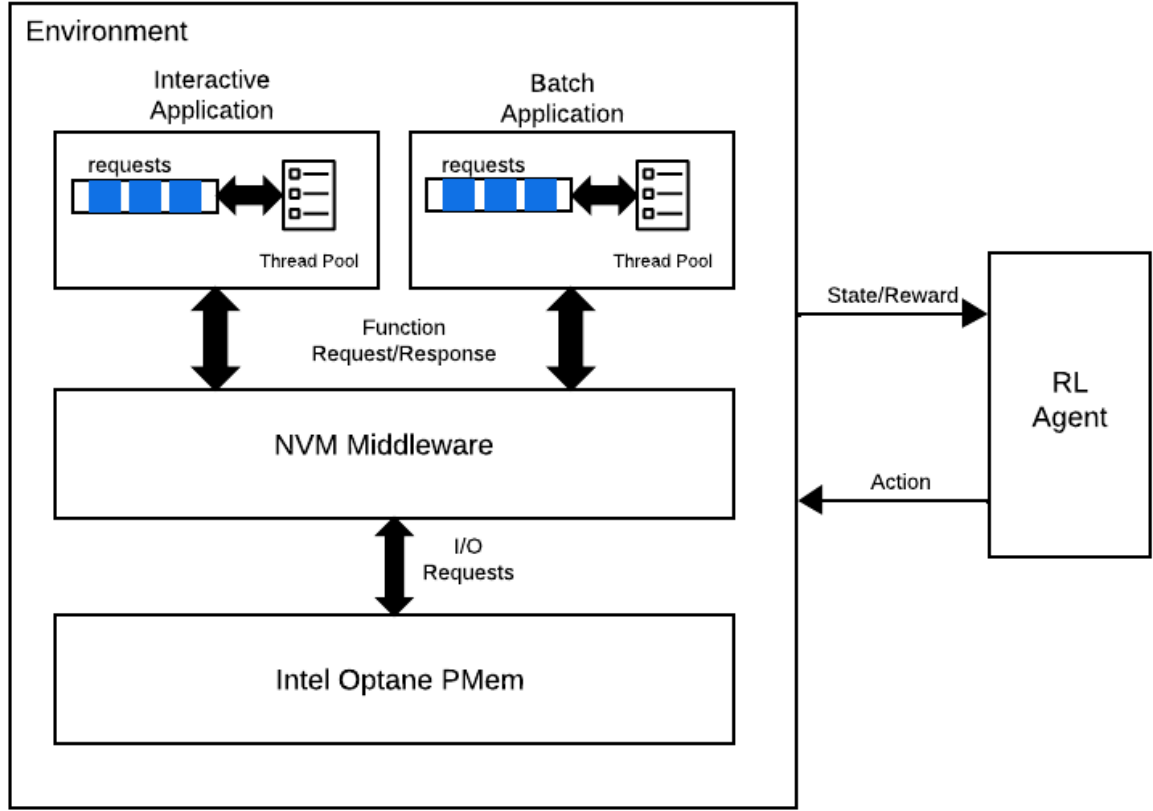 Environment
Interactive
Application
Batch
Application
requests
Thread Pool
requests
Thread Pool
Function
Request/Response
NVM Middleware
I/O
Requests
Intel Optane PMem
State/Reward
Action
RL
Agent